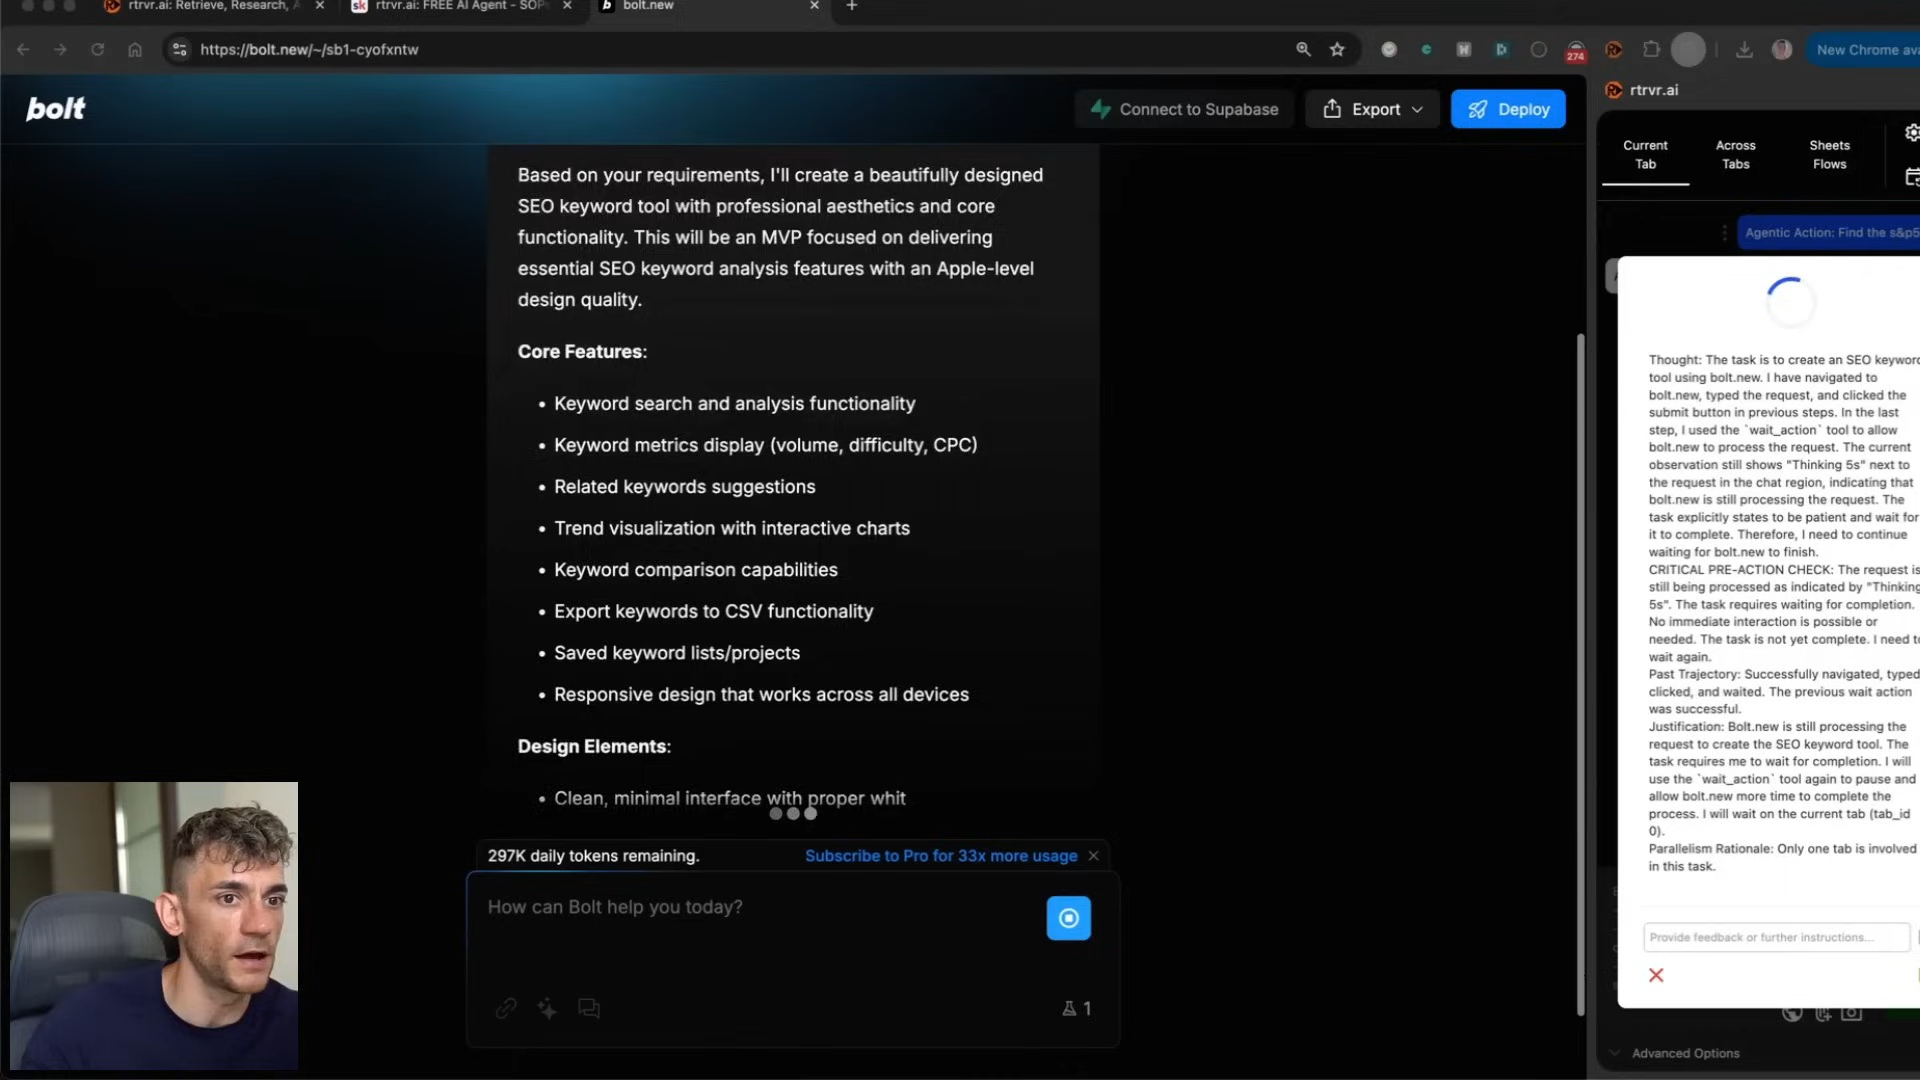 rtrvr.ai: Retrieve, Research, A
sk rtrvr.ai: FREE AI Agent - SOP
b bolt.new
https://bolt.new/~/sb1-cyofxntw
274
New Chrome ava
bolt
Connect to Supabase
Export
Deploy
Based on your requirements, I'll create a beautifully designed
SEO keyword tool with professional aesthetics and core
functionality. This will be an MVP focused on delivering
essential SEO keyword analysis features with an Apple-level
design quality.
Core Features:
• Keyword search and analysis functionality
• Keyword metrics display (volume, difficulty, CPC)
• Related keywords suggestions
• Trend visualization with interactive charts
• Keyword comparison capabilities
• Export keywords to CSV functionality
• Saved keyword lists/projects
• Responsive design that works across all devices
Design Elements:
• Clean, minimal interface with proper whit
297K daily tokens remaining.
Subscribe to Pro for 33x more usage
How can Bolt help you today?
1
rtrvr.ai
Current
Tab
Across
Tabs
Sheets
Flows
Agentic Action: Find the s&p5
Thought: The task is to create an SEO keyword
tool using bolt.new. I have navigated to
bolt.new, typed the request, and clicked the
submit button in previous steps. In the last
step, I used the `wait_action` tool to allow
bolt.new to process the request. The current
observation still shows "Thinking 5s" next to
the request in the chat region, indicating that
bolt.new is still processing the request. The
task explicitly states to be patient and wait for
it to complete. Therefore, I need to continue
waiting for bolt.new to finish.
CRITICAL PRE-ACTION CHECK: The request is
still being processed as indicated by "Thinking
5s". The task requires waiting for completion.
No immediate interaction is possible or
needed. The task is not yet complete. I need to
wait again.
Past Trajectory: Successfully navigated, typed
clicked, and waited. The previous wait action
was successful.
Justification: Bolt.new is still processing the
request to create the SEO keyword tool. The
task requires me to wait for completion. I will
use the `wait_action` tool again to pause and
allow bolt.new more time to complete the
process. I will wait on the current tab (tab_id
0).
Parallelism Rationale: Only one tab is involved
in this task.
Provide feedback or further instructions...
Advanced Options